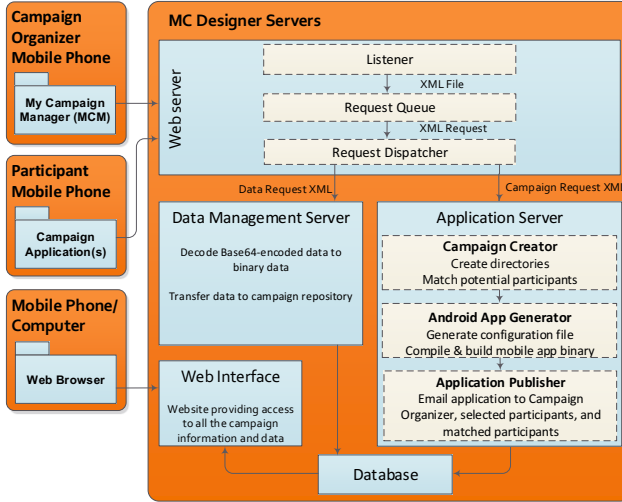 Campaign
Organizer
Mobile Phone
My Campaign
Manager (MCM)
Participant
Mobile Phone
Campaign
Application(s)
Mobile Phone/
Computer
Web Browser
MC Designer Servers
Web server
Listener
XML File
Request Queue
XML Request
Request Dispatcher
Data Request XML
Campaign Request XML
Data Management Server
Decode Base64-encoded data to
binary data
Transfer data to campaign repository
Application Server
Campaign Creator
Create directories
Match potential participants
Android App Generator
Generate configuration file
Compile & build mobile app binary
Application Publisher
Email application to Campaign
Organizer, selected participants, and
matched participants
Web Interface
Website providing access
to all the campaign
information and data
Database